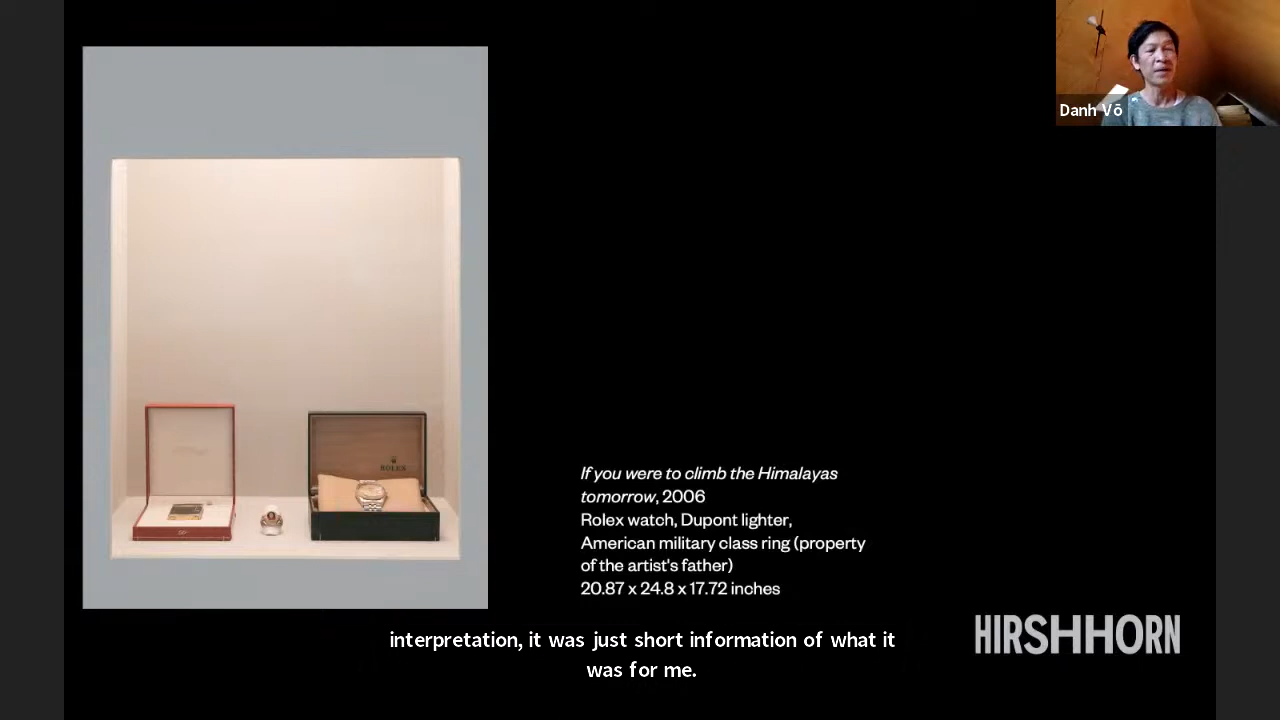 Danh Võ
ROLEX
If you were to climb the Himalayas
tomorrow, 2006
Rolex watch, Dupont lighter,
American military class ring (property
of the artist's father)
20.87 x 24.8 x 17.72 inches
HIRSHHORN
interpretation, it was just short information of what it
was for me.